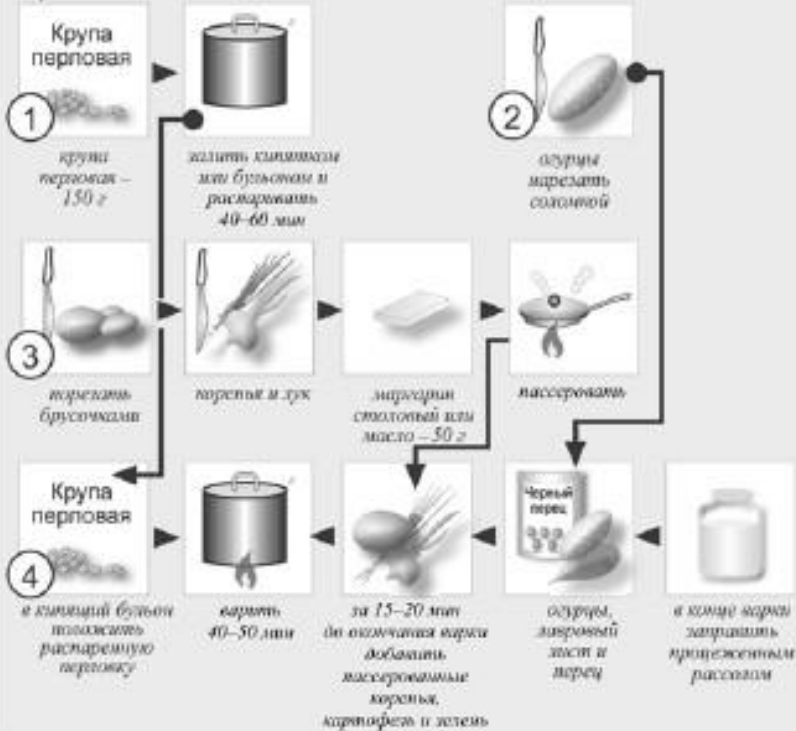 Крупа
перловая
1
крупа
перловая –
150 г
залить кипятком
или бульоном и
распаривать
40–60 мин
2
огурцы
нарезать
соломкой
3
порезать
брусочками
коренья и лук
маргарин
столовый или
масло – 50 г
пассеровать
Крупа
перловая
4
в кипящий бульон
положить
распаренную
перловку
варить
40–50 мин
за 15–20 мин
до окончания варки
добавить
пассерованные
коренья,
картофель и зелень
Черный
перец
огурцы,
лавровый
лист и
перец
в конце варки
заправить
процеженным
рассолом